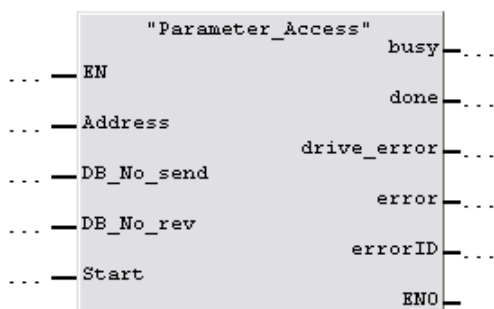 "Parameter_Access"
busy
... EN
done ...
... Address
drive_error ...
... DB_No_send
error ...
... DB_No_rev
errorID ...
... Start
ENO